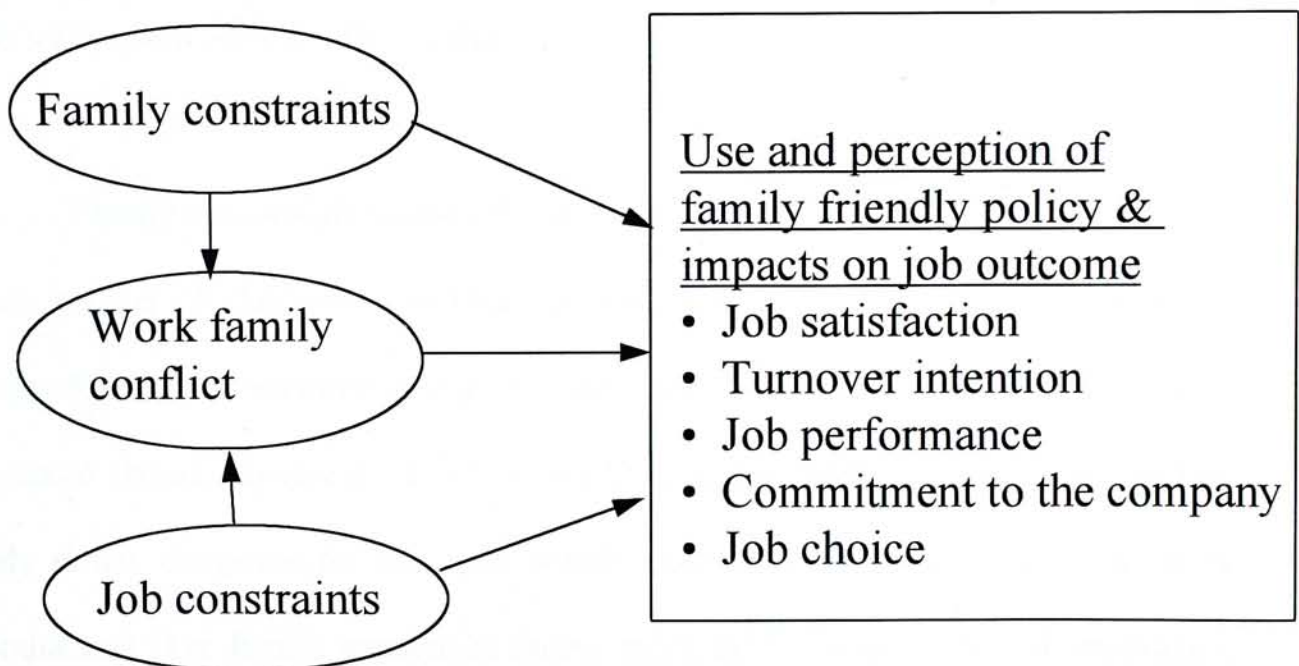 Family constraints
Work family
conflict
Job constraints
Use and perception of
family friendly policy &
impacts on job outcome
• Job satisfaction
• Turnover intention
• Job performance
• Commitment to the company
• Job choice